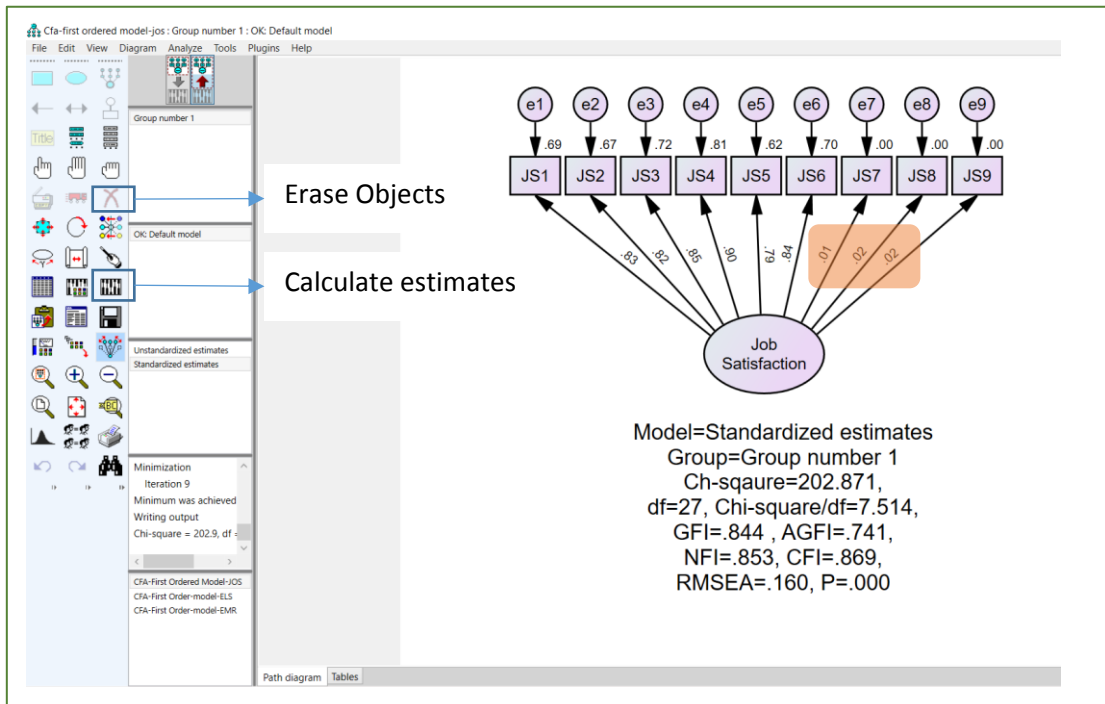 Cfa-first ordered model-jos : Group number 1 : OK: Default model
File Edit View Diagram Analyze Tools Plugins Help
Title
Group number 1
OK: Default model
Unstandardized estimates
Standardized estimates
Minimization
Iteration 9
Minimum was achieved
Writing output
Chi-square = 202.9, df =
CFA-First Ordered Model-JOS
CFA-First Order-model-ELS
CFA-First Order-model-EMR
Path diagram Tables
Erase Objects
Calculate estimates
e1 e2 e3 e4 e5 e6 e7 e8 e9
.69 .67 .72 .81 .62 .70 .00 .00 .00
JS1 JS2 JS3 JS4 JS5 JS6 JS7 JS8 JS9
.83 .82 .85 .90 .79 .84 .01 .02 .02
Job
Satisfaction
Model=Standardized estimates
Group=Group number 1
Ch-sqaure=202.871,
df=27, Chi-square/df=7.514,
GFI=.844 , AGFI=.741,
NFI=.853, CFI=.869,
RMSEA=.160, P=.000